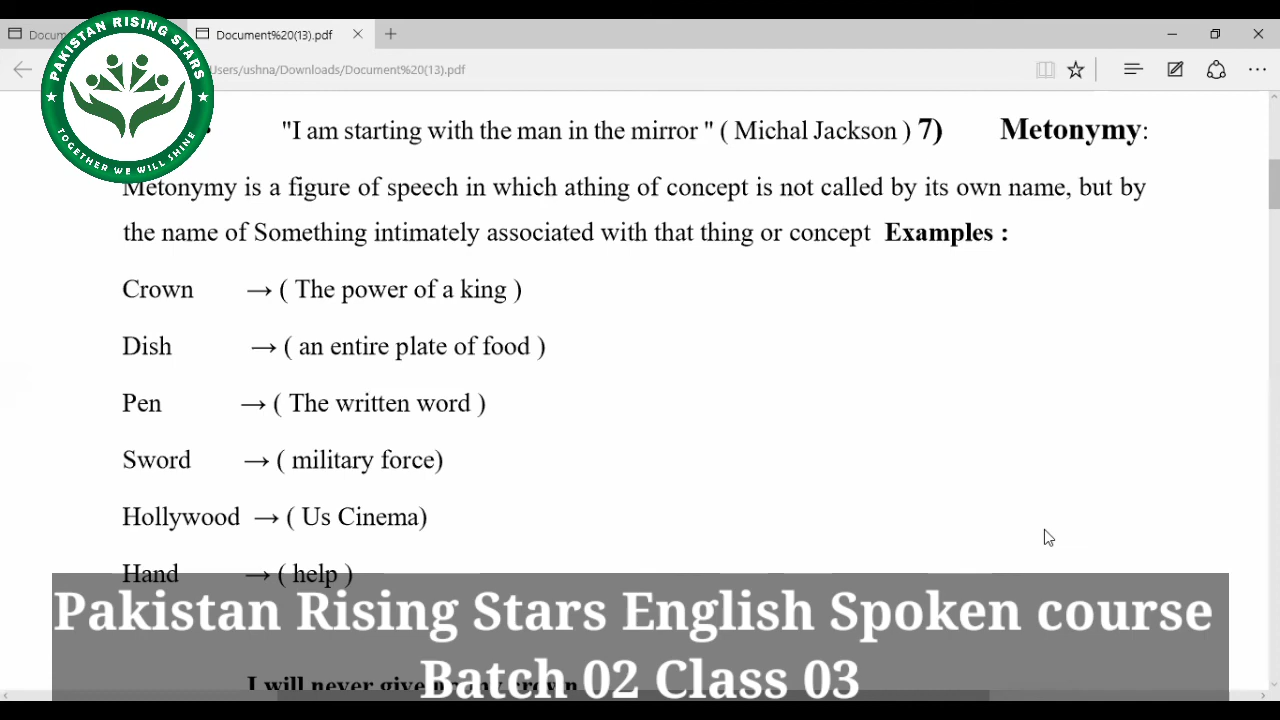 Docum
Document%20(13).pdf
Users/ushna/Downloads/Document%20(13).pdf
PAKISTAN RISING STARS
TOGETHER WE WILL SHINE
"I am starting with the man in the mirror " ( Michal Jackson ) 7) Metonymy:
Metonymy is a figure of speech in which athing of concept is not called by its own name, but by
the name of Something intimately associated with that thing or concept Examples :
Crown → ( The power of a king )
Dish → ( an entire plate of food )
Pen → ( The written word )
Sword → ( military force)
Hollywood → ( Us Cinema)
Hand → ( help )
Pakistan Rising Stars English Spoken course
I will never give
Batch 02 Class 03